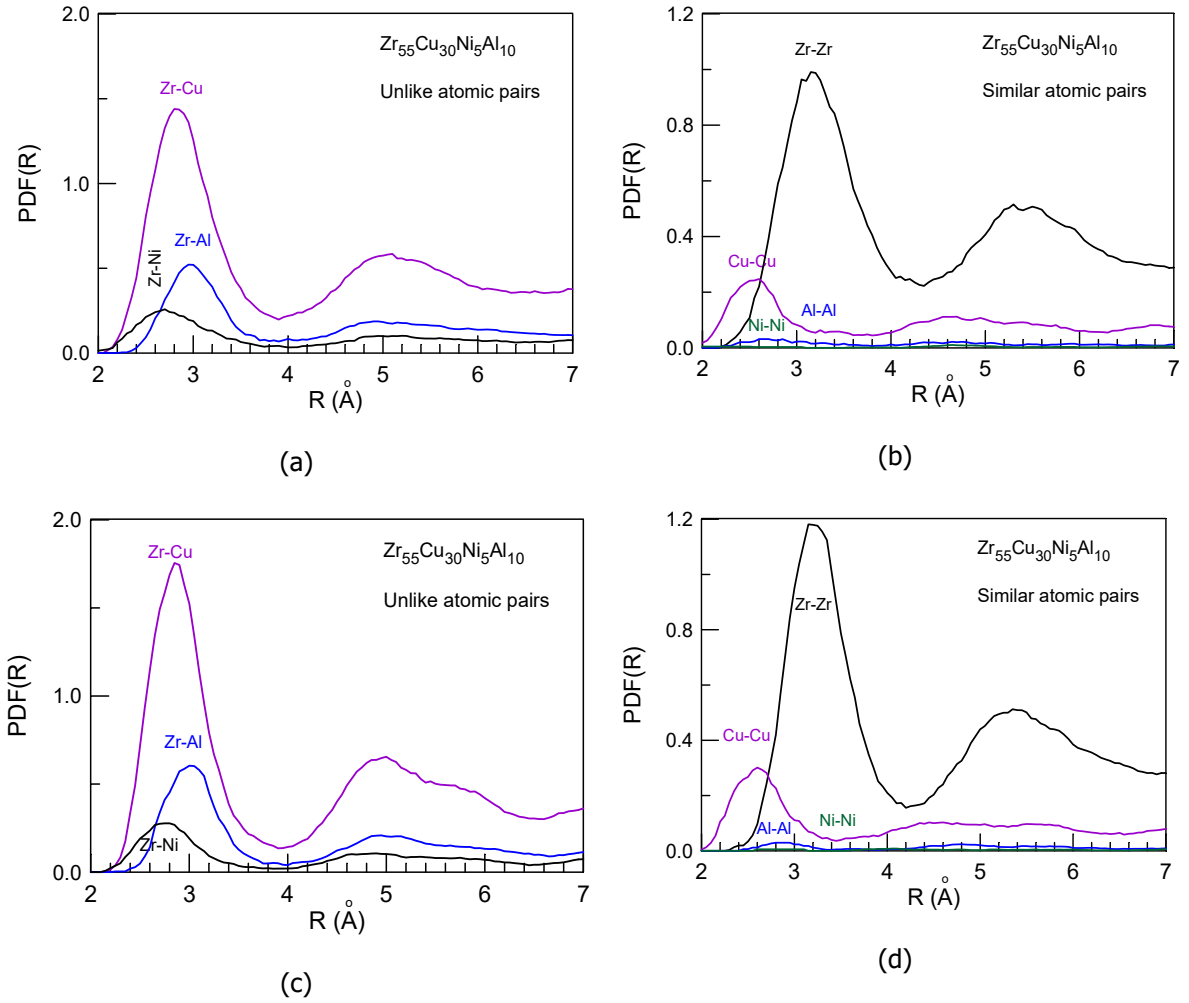 2.0
Zr₅₅Cu₃₀Ni₅Al₁₀
Zr-Cu
Unlike atomic pairs
PDF(R)
1.0
Zr-Ni
Zr-Al
0.0
2 3 4 5 6 7
R (Å)
(a)
1.2
Zr-Zr
Zr₅₅Cu₃₀Ni₅Al₁₀
Similar atomic pairs
0.8
PDF(R)
0.4
Cu-Cu
Al-Al
Ni-Ni
0.0
2 3 4 5 6 7
R (Å)
(b)
2.0
Zr-Cu
Zr₅₅Cu₃₀Ni₅Al₁₀
Unlike atomic pairs
PDF(R)
1.0
Zr-Al
Zr-Ni
0.0
2 3 4 5 6 7
R (Å)
(c)
1.2
Zr₅₅Cu₃₀Ni₅Al₁₀
Zr-Zr
Similar atomic pairs
0.8
PDF(R)
0.4
Cu-Cu
Al-Al
Ni-Ni
0.0
2 3 4 5 6 7
R (Å)
(d)